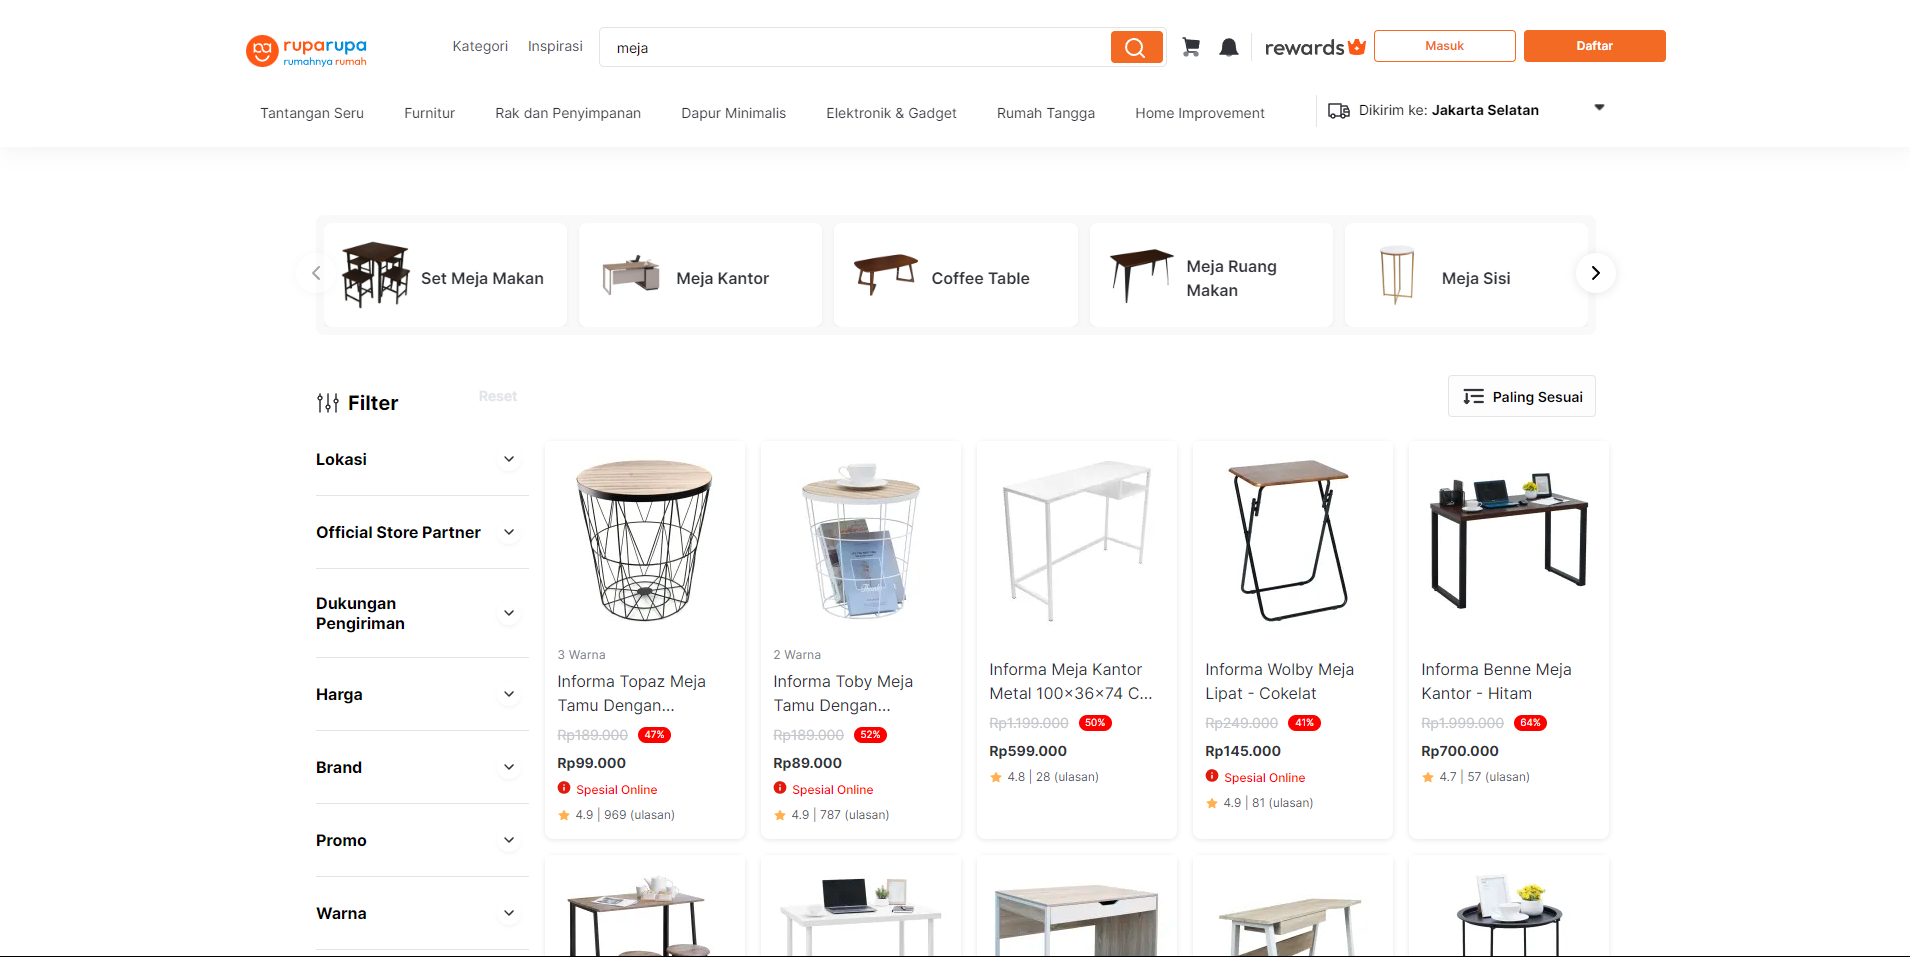 ruparupa
rumahnya rumah
Kategori
Inspirasi
meja
rewards
Masuk
Daftar
Tantangan Seru
Furnitur
Rak dan Penyimpanan
Dapur Minimalis
Elektronik & Gadget
Rumah Tangga
Home Improvement
Dikirim ke: Jakarta Selatan
Set Meja Makan
Meja Kantor
Coffee Table
Meja Ruang
Makan
Meja Sisi
Filter
Reset
Paling Sesuai
Lokasi
Official Store Partner
Dukungan
Pengiriman
Harga
Brand
Promo
Warna
3 Warna
Informa Topaz Meja
Tamu Dengan...
Rp189.000 47%
Rp99.000
Spesial Online
4.9 | 969 (ulasan)
2 Warna
Informa Toby Meja
Tamu Dengan...
Rp189.000 52%
Rp89.000
Spesial Online
4.9 | 787 (ulasan)
Informa Meja Kantor
Metal 100x36x74 C...
Rp1.199.000 50%
Rp599.000
4.8 | 28 (ulasan)
Informa Wolby Meja
Lipat - Cokelat
Rp249.000 41%
Rp145.000
Spesial Online
4.9 | 81 (ulasan)
Informa Benne Meja
Kantor - Hitam
Rp1.999.000 64%
Rp700.000
4.7 | 57 (ulasan)